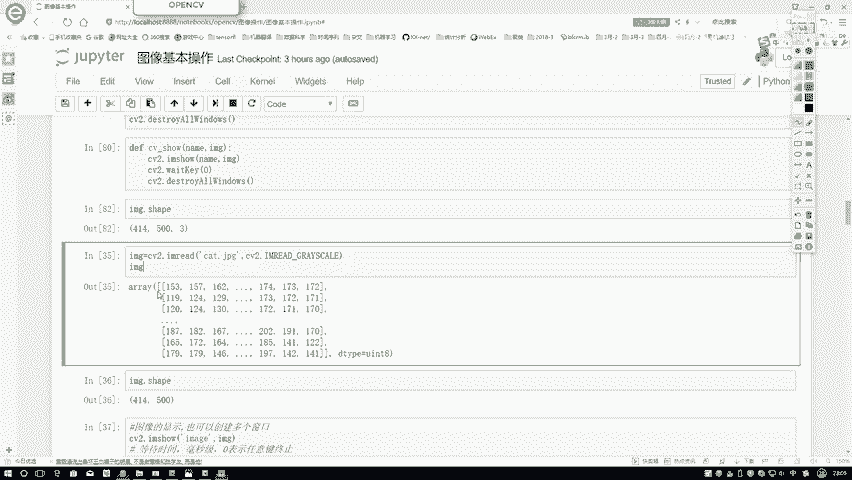 OPENCV
jupyter 图像基本操作 Last Checkpoint: 3 hours ago (autosaved)
File Edit View Insert Cell Kernel Widgets Help
Trusted
Python
Code
cv2.destroyAllWindows()
In [80]: def cv_show(name,img):
cv2.imshow(name,img)
cv2.waitKey(0)
cv2.destroyAllWindows()
In [82]: img.shape
Out[82]: (414, 500, 3)
In [35]: img=cv2.imread('cat.jpg',cv2.IMREAD_GRAYSCALE)
img
Out[35]: array([[153, 157, 162, ..., 174, 173, 172],
[119, 124, 129, ..., 173, 172, 171],
[120, 124, 130, ..., 172, 171, 170],
...,
[187, 182, 167, ..., 202, 191, 170],
[165, 172, 164, ..., 185, 141, 122],
[179, 179, 146, ..., 197, 142, 141]], dtype=uint8)
In [36]: img.shape
Out[36]: (414, 500)
In [37]: #图像的显示,也可以创建多个窗口
cv2.imshow('image',img)
# 等待时间，毫秒级，0表示任意键终止